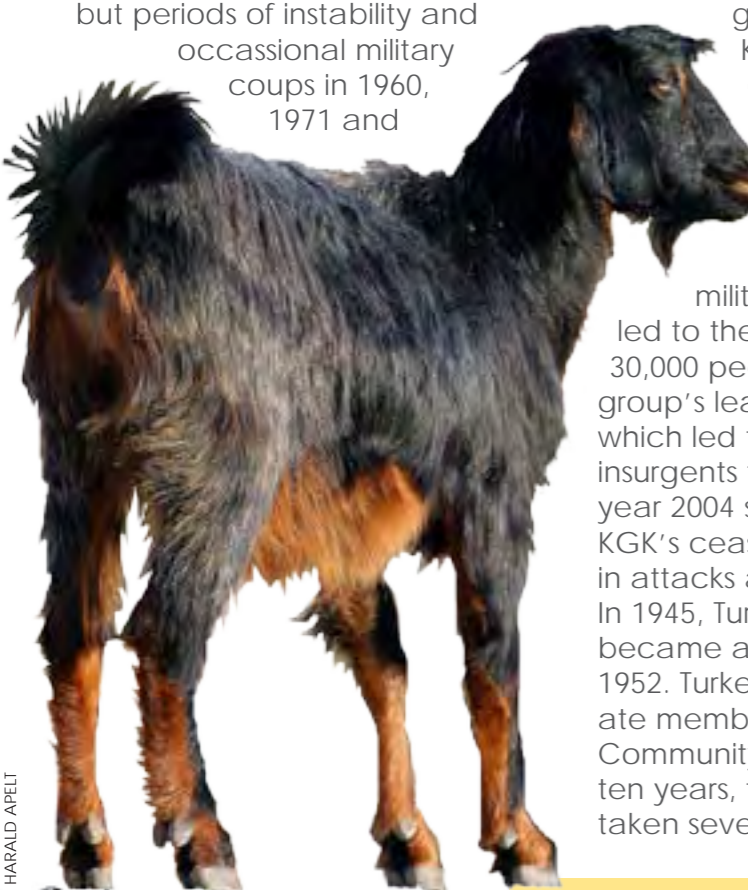 but periods of instability and
occassional military
coups in 1960,
1971 and
g
K
milit
led to the
30,000 pe
group's lea
which led t
insurgents
year 2004 s
KGK's ceas
in attacks a
In 1945, Tur
became a
1952. Turke
ate memb
Community
ten years, t
taken seve
HARALD APELT